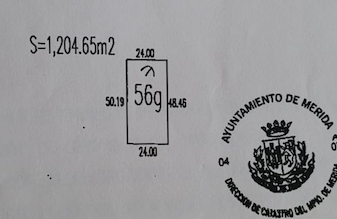 S=1,204.65m2
24.00
50.19 56g 48.46
24.00
AYUNTAMIENTO DE MERIDA
04
DIRECCION DE CATASTRO DEL MPIO. DE MERIDA